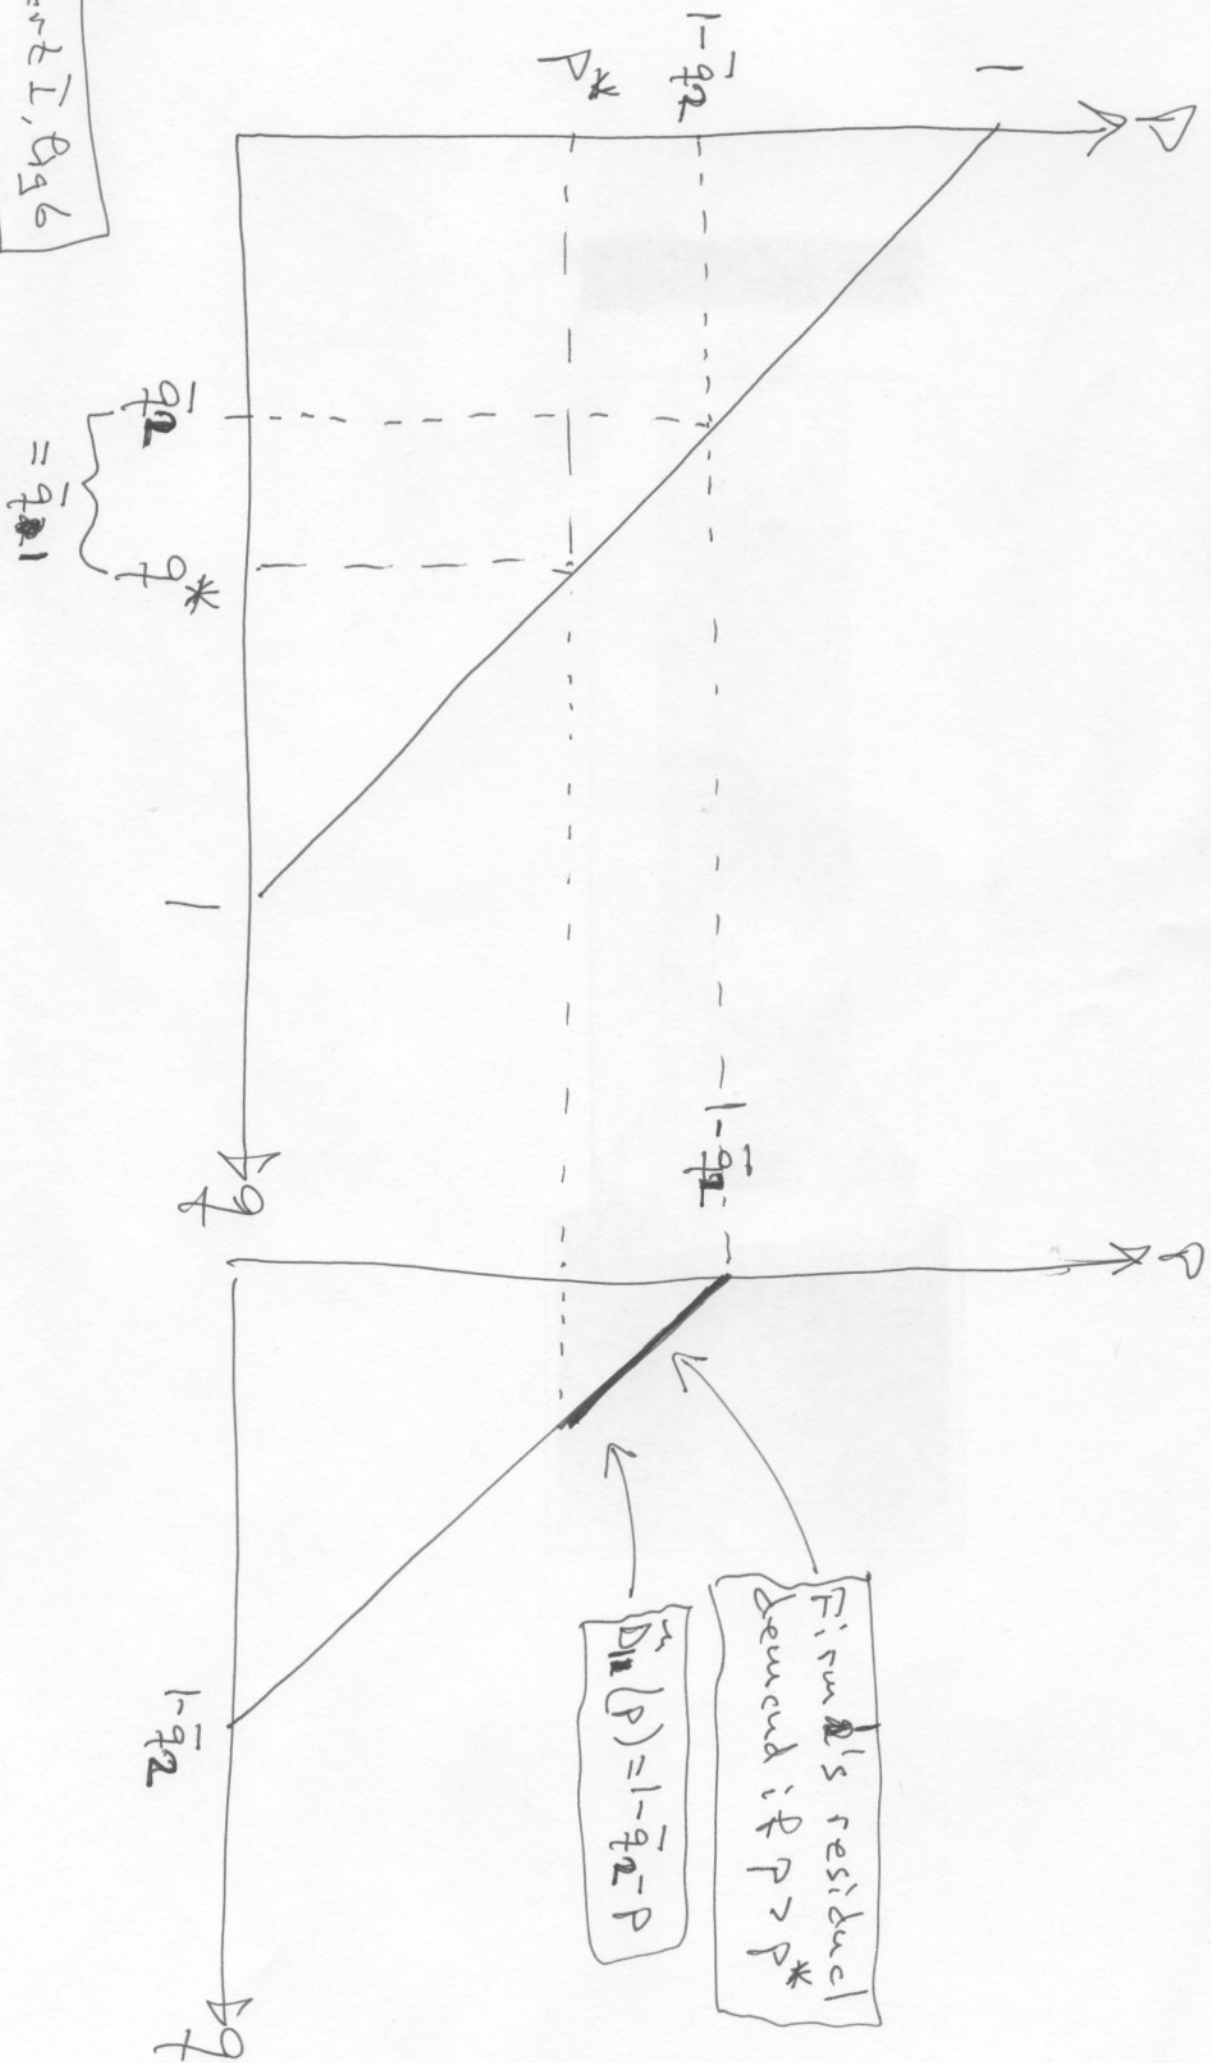 p
1
1-q̄₂
p*
q̄₂
q*
= q̄₁
1
q
p
1-q̄₂
Firm 1's residual
demand if p > p*
D̃₁(p) = 1-q̄₂-p
1-q̄₂
q